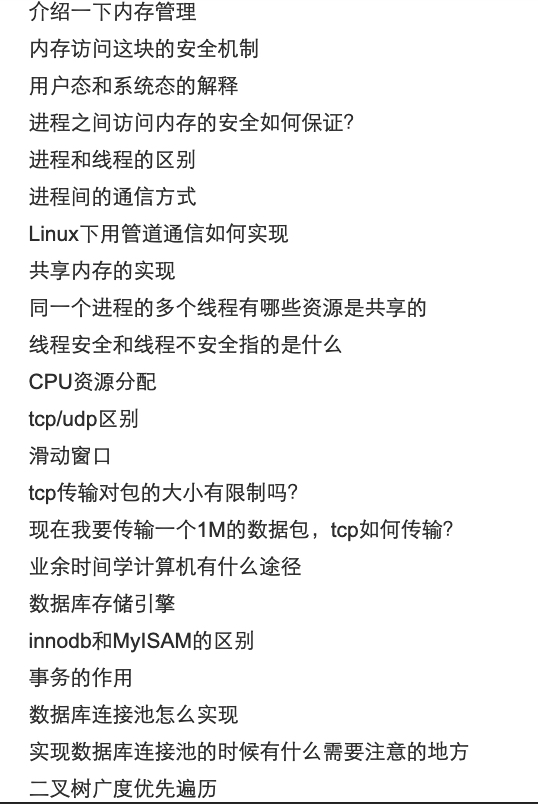 介绍一下内存管理
内存访问这块的安全机制
用户态和系统态的解释
进程之间访问内存的安全如何保证？
进程和线程的区别
进程间的通信方式
Linux下用管道通信如何实现
共享内存的实现
同一个进程的多个线程有哪些资源是共享的
线程安全和线程不安全指的是什么
CPU资源分配
tcp/udp区别
滑动窗口
tcp传输对包的大小有限制吗？
现在我要传输一个1M的数据包，tcp如何传输？
业余时间学计算机有什么途径
数据库存储引擎
innodb和MyISAM的区别
事务的作用
数据库连接池怎么实现
实现数据库连接池的时候有什么需要注意的地方
二叉树广度优先遍历